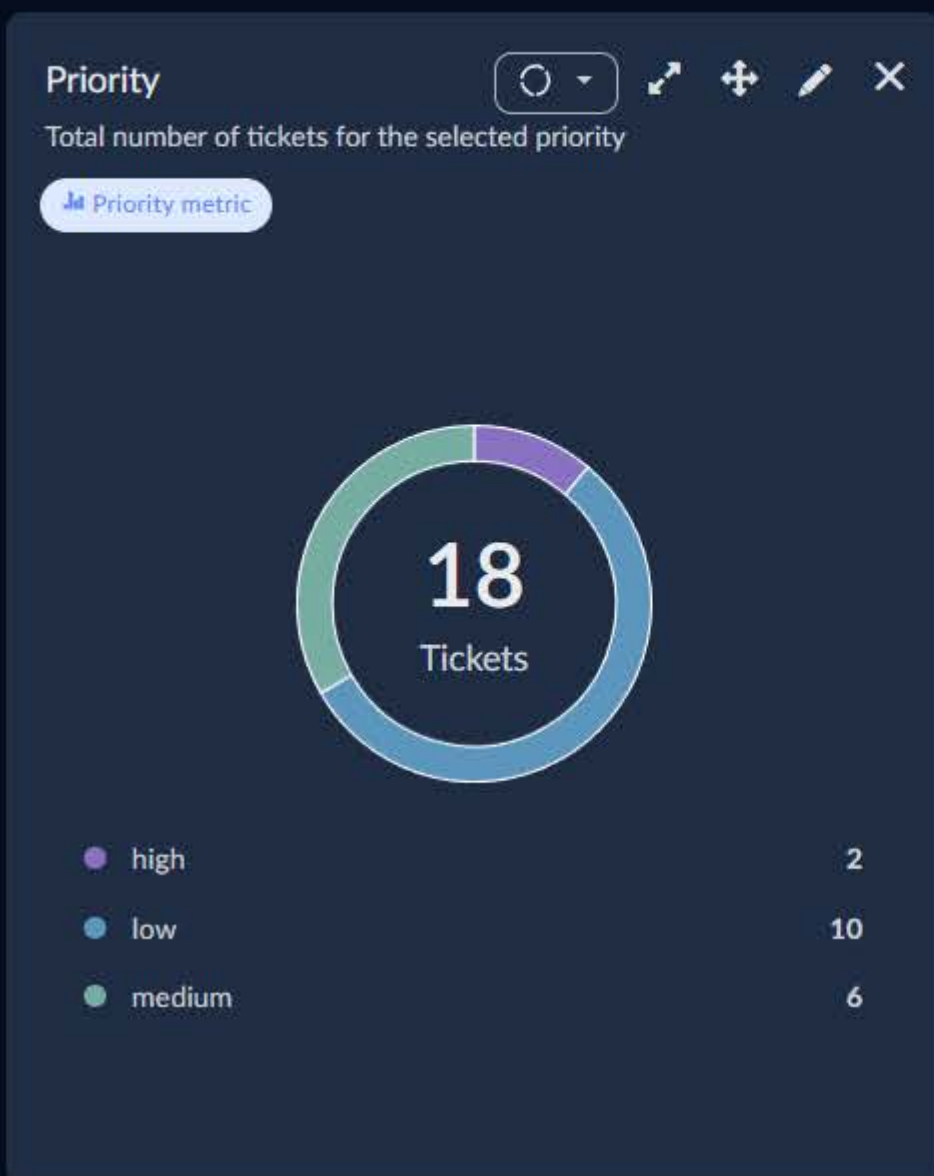 Priority
Total number of tickets for the selected priority
Priority metric
18
Tickets
high 2
low 10
medium 6